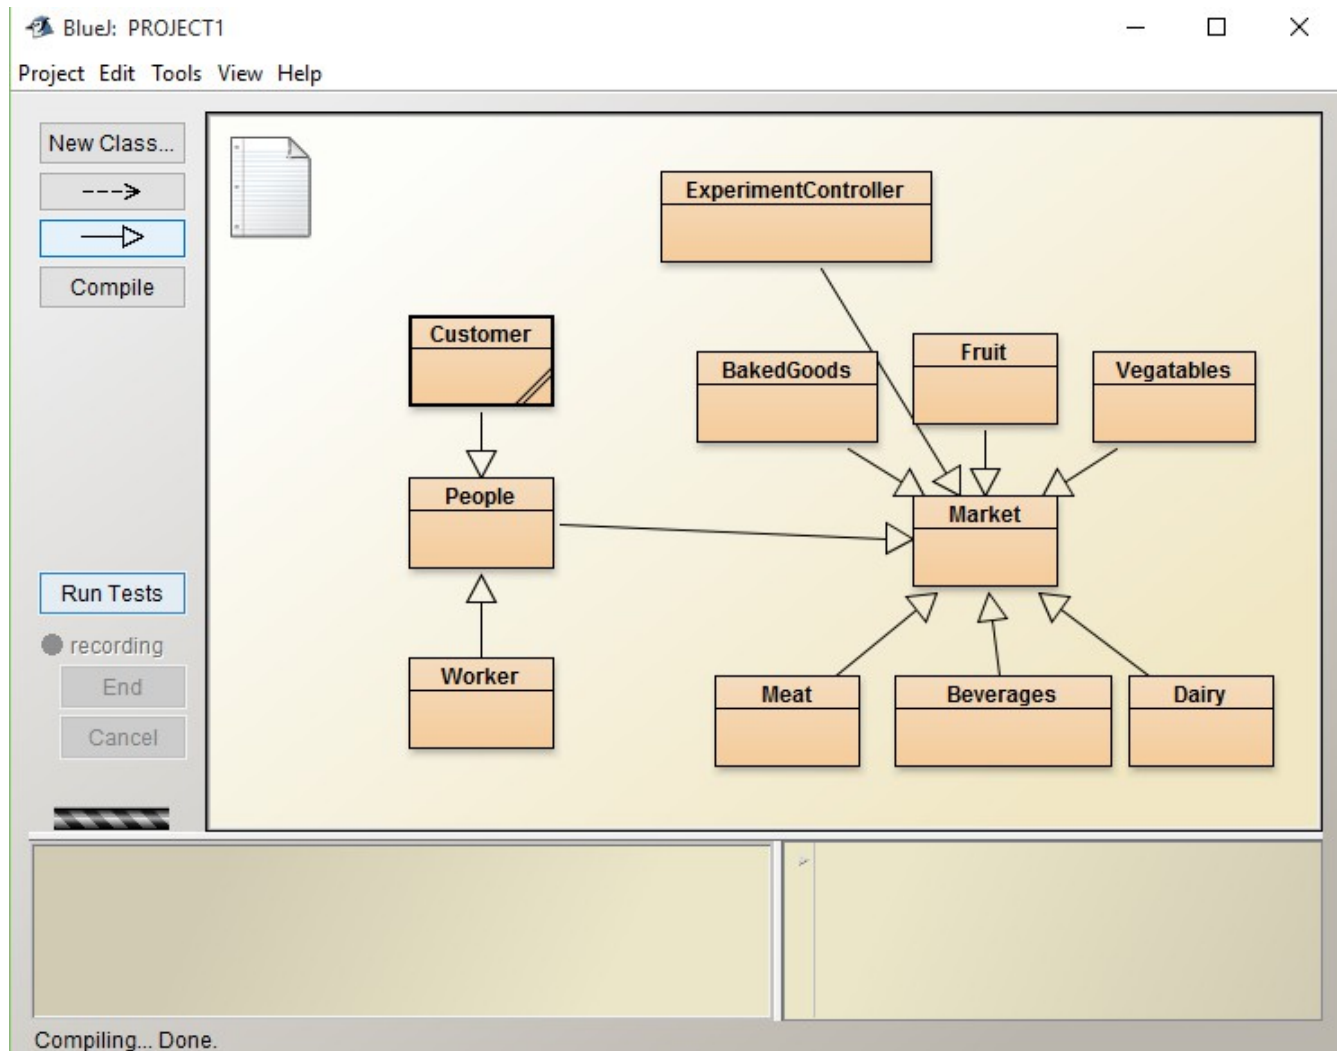 BlueJ: PROJECT1
Project Edit Tools View Help
New Class...
Compile
Run Tests
recording
End
Cancel
ExperimentController
Customer
BakedGoods
Fruit
Vegatables
People
Market
Worker
Meat
Beverages
Dairy
Compiling... Done.